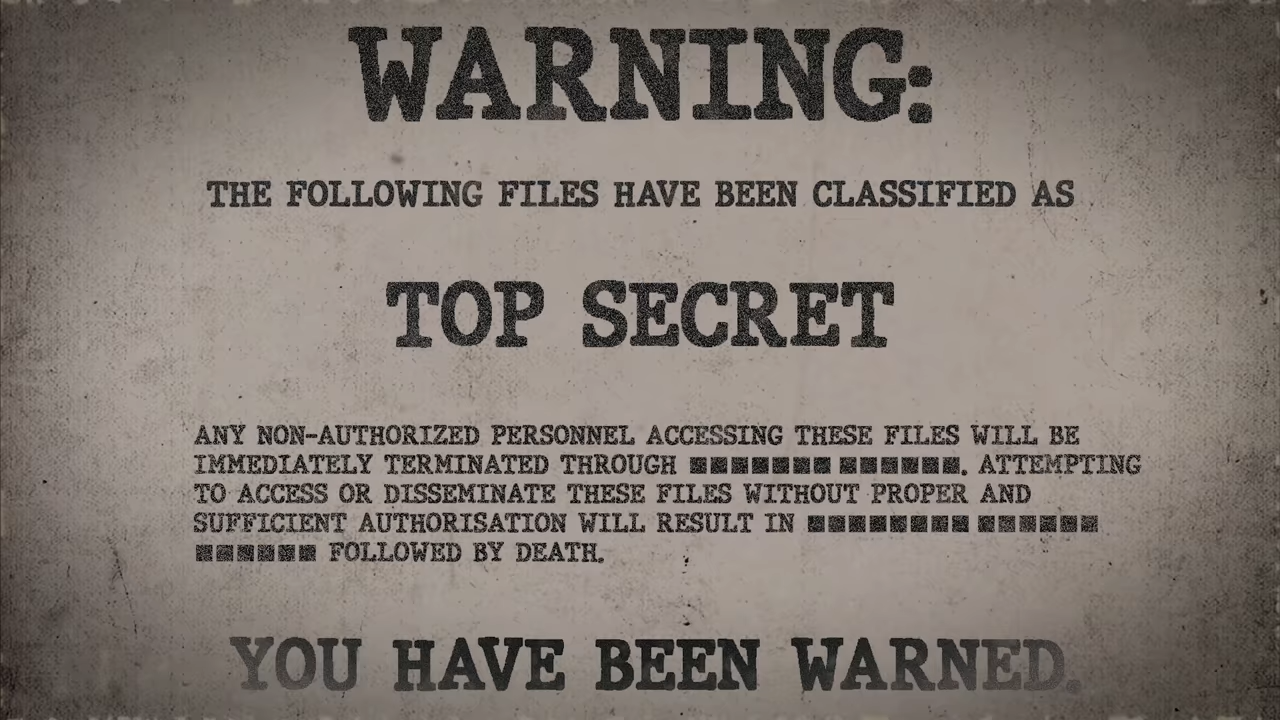 WARNING:
THE FOLLOWING FILES HAVE BEEN CLASSIFIED AS
TOP SECRET
ANY NON-AUTHORIZED PERSONNEL ACCESSING THESE FILES WILL BE
IMMEDIATELY TERMINATED THROUGH ■■■■■■■ ■■■■■■. ATTEMPTING
TO ACCESS OR DISSEMINATE THESE FILES WITHOUT PROPER AND
SUFFICIENT AUTHORISATION WILL RESULT IN ■■■■■■■■ ■■■■■■
■■■■■■ FOLLOWED BY DEATH.
YOU HAVE BEEN WARNED.